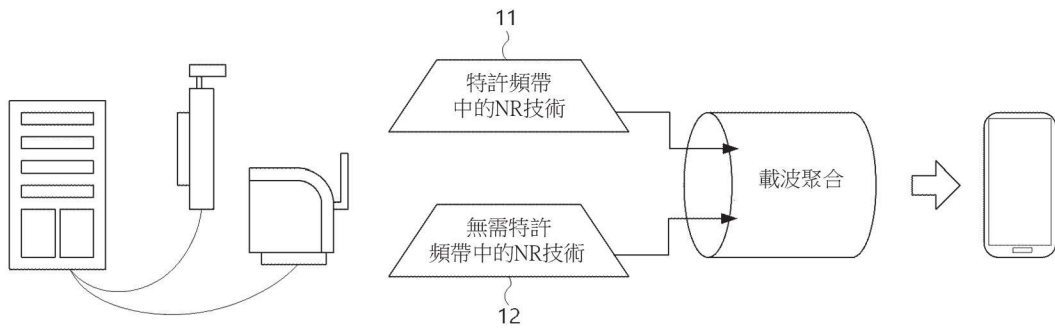 11
特許頻帶
中的NR技術
載波聚合
無需特許
頻帶中的NR技術
12